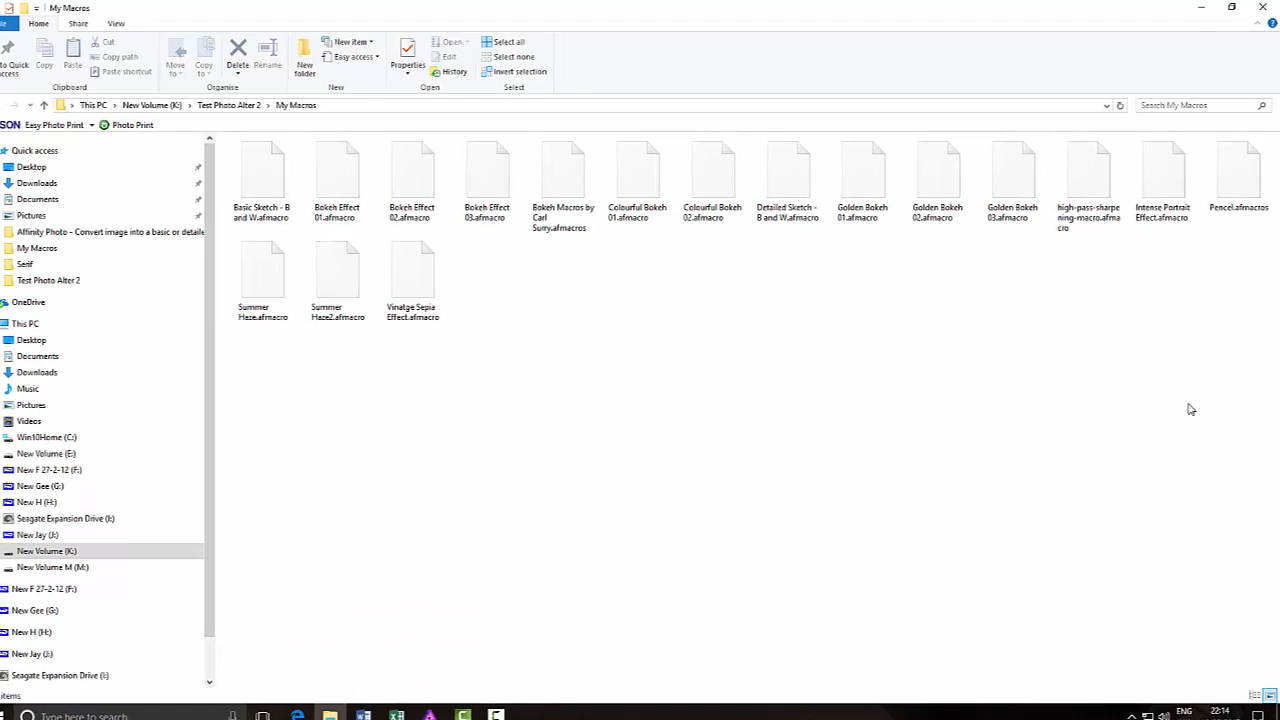 My Macros
Home
Share
View
Quick
access
Copy
Paste
Cut
Copy path
Paste shortcut
Move
to
Copy
to
Delete
Rename
New
folder
New item
Easy access
Properties
Open
Edit
History
Select all
Select none
Invert selection
Clipboard
Organise
New
Open
Select
This PC > New Volume (K:) > Test Photo Alter 2 > My Macros
Search My Macros
SON Easy Photo Print
Photo Print
Quick access
Desktop
Downloads
Documents
Pictures
Affinity Photo - Convert image into a basic or detaile
My Macros
Serif
Test Photo Alter 2
OneDrive
This PC
Desktop
Documents
Downloads
Music
Pictures
Videos
Win10Home (C:)
New Volume (E:)
New F 27-2-12 (F:)
New Gee (G:)
New H (H:)
Seagate Expansion Drive (I:)
New Jay (J:)
New Volume (K:)
New Volume M (M:)
New F 27-2-12 (F:)
New Gee (G:)
New H (H:)
New Jay (J:)
Seagate Expansion Drive (I:)
Basic Sketch - B
and W.afmacro
Bokeh Effect
01.afmacro
Bokeh Effect
02.afmacro
Bokeh Effect
03.afmacro
Bokeh Macros by
Carl
Surry.afmacros
Colourful Bokeh
01.afmacro
Colourful Bokeh
02.afmacro
Detailed Sketch -
B and W.afmacro
Golden Bokeh
01.afmacro
Golden Bokeh
02.afmacro
Golden Bokeh
03.afmacro
high-pass-sharpe
ning-macro.afma
cro
Intense Portrait
Effect.afmacro
Pencel.afmacros
Summer
Haze.afmacro
Summer
Haze2.afmacro
Vinatge Sepia
Effect.afmacro
items
Type here to search
ENG
22:14